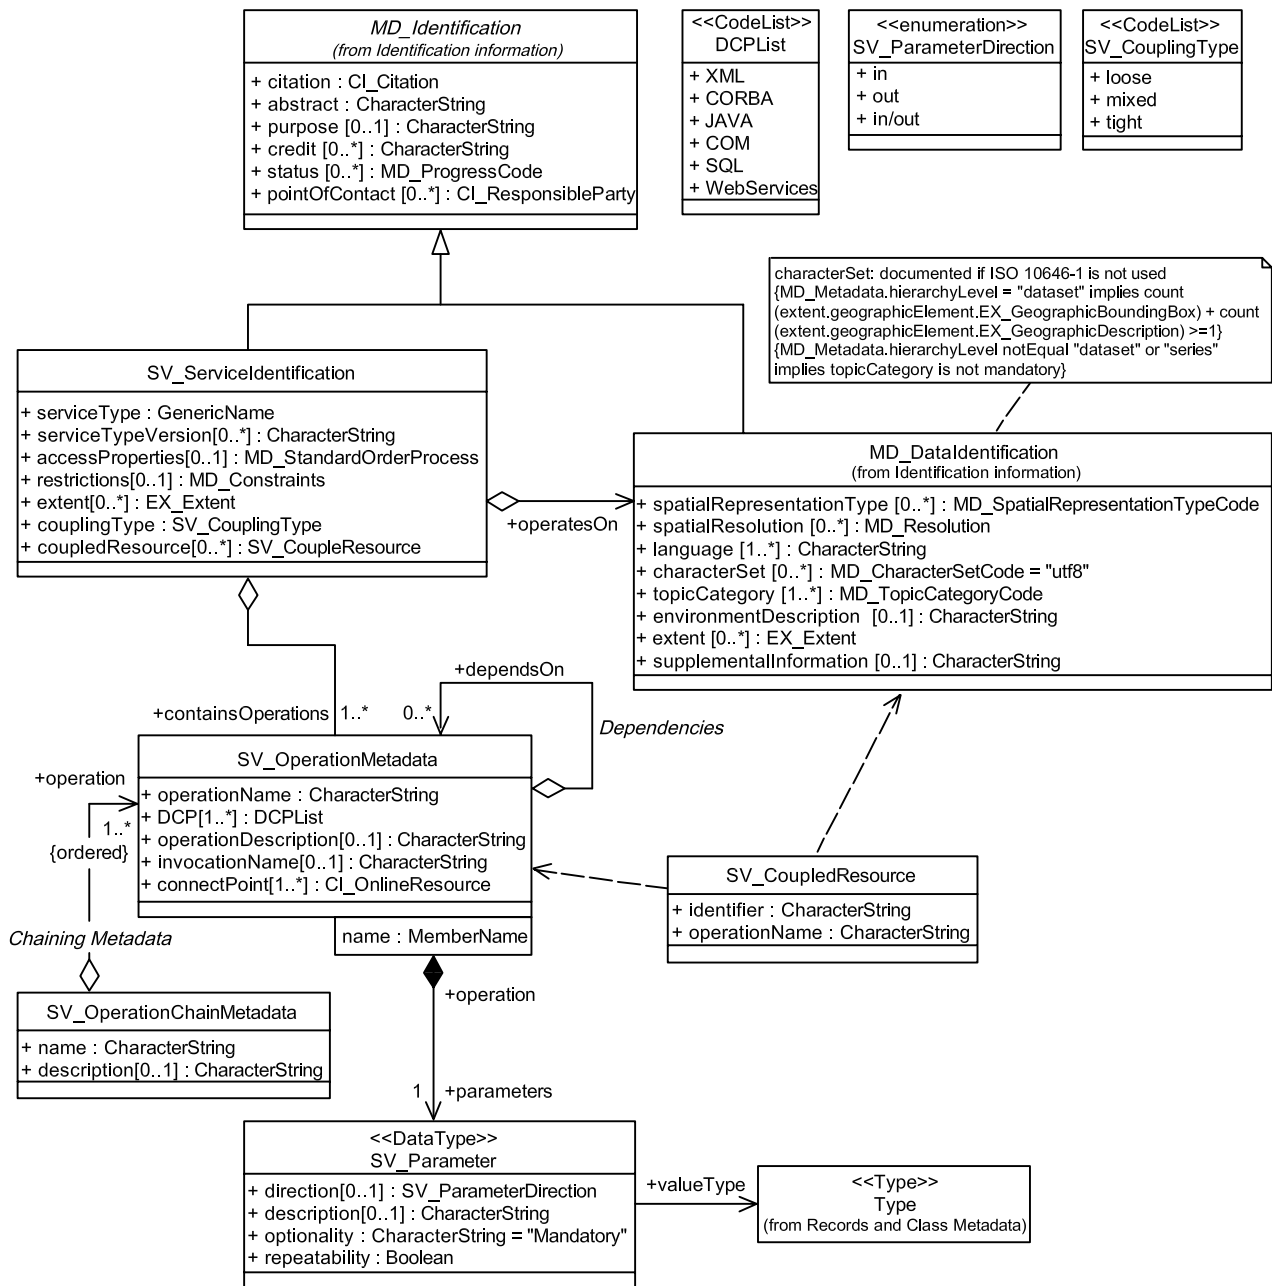 MD_Identification
(from Identification information)
+ citation : CI_Citation
+ abstract : CharacterString
+ purpose [0..1] : CharacterString
+ credit [0..*] : CharacterString
+ status [0..*] : MD_ProgressCode
+ pointOfContact [0..*] : CI_ResponsibleParty
<<CodeList>>
DCPList
+ XML
+ CORBA
+ JAVA
+ COM
+ SQL
+ WebServices
<<enumeration>>
SV_ParameterDirection
+ in
+ out
+ in/out
<<CodeList>>
SV_CouplingType
+ loose
+ mixed
+ tight
characterSet: documented if ISO 10646-1 is not used
{MD_Metadata.hierarchyLevel = "dataset" implies count
(extent.geographicElement.EX_GeographicBoundingBox) + count
(extent.geographicElement.EX_GeographicDescription) >=1}
{MD_Metadata.hierarchyLevel notEqual "dataset" or "series"
implies topicCategory is not mandatory}
SV_ServiceIdentification
+ serviceType : GenericName
+ serviceTypeVersion[0..*] : CharacterString
+ accessProperties[0..1] : MD_StandardOrderProcess
+ restrictions[0..1] : MD_Constraints
+ extent[0..*] : EX_Extent
+ couplingType : SV_CouplingType
+ coupledResource[0..*] : SV_CoupleResource
+operatesOn
MD_DataIdentification
(from Identification information)
+ spatialRepresentationType [0..*] : MD_SpatialRepresentationTypeCode
+ spatialResolution [0..*] : MD_Resolution
+ language [1..*] : CharacterString
+ characterSet [0..*] : MD_CharacterSetCode = "utf8"
+ topicCategory [1..*] : MD_TopicCategoryCode
+ environmentDescription [0..1] : CharacterString
+ extent [0..*] : EX_Extent
+ supplementalInformation [0..1] : CharacterString
+dependsOn
+containsOperations 1..*
0..*
Dependencies
SV_OperationMetadata
+ operationName : CharacterString
+ DCP[1..*] : DCPList
+ operationDescription[0..1] : CharacterString
+ invocationName[0..1] : CharacterString
+ connectPoint[1..*] : CI_OnlineResource
name : MemberName
+operation
1..*
{ordered}
Chaining Metadata
SV_CoupledResource
+ identifier : CharacterString
+ operationName : CharacterString
SV_OperationChainMetadata
+ name : CharacterString
+ description[0..1] : CharacterString
+operation
1 +parameters
<<DataType>>
SV_Parameter
+ direction[0..1] : SV_ParameterDirection
+ description[0..1] : CharacterString
+ optionality : CharacterString = "Mandatory"
+ repeatability : Boolean
+valueType
<<Type>>
Type
(from Records and Class Metadata)